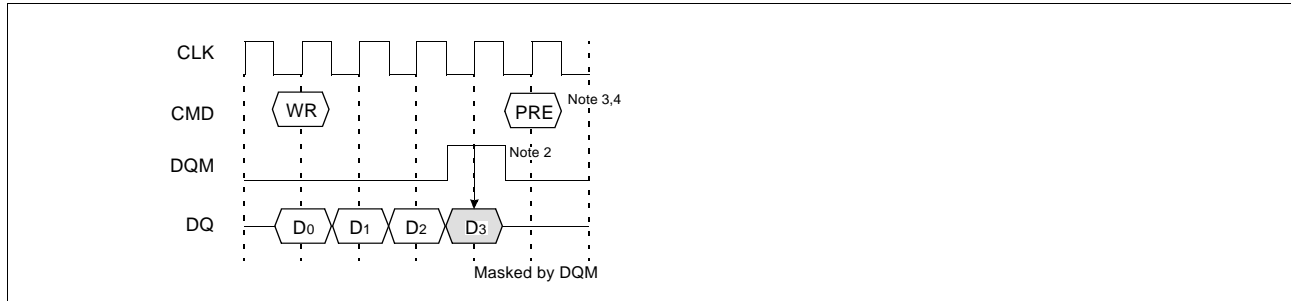 CLK
CMD WR PRE Note 3,4
DQM Note 2
DQ D0 D1 D2 D3
Masked by DQM